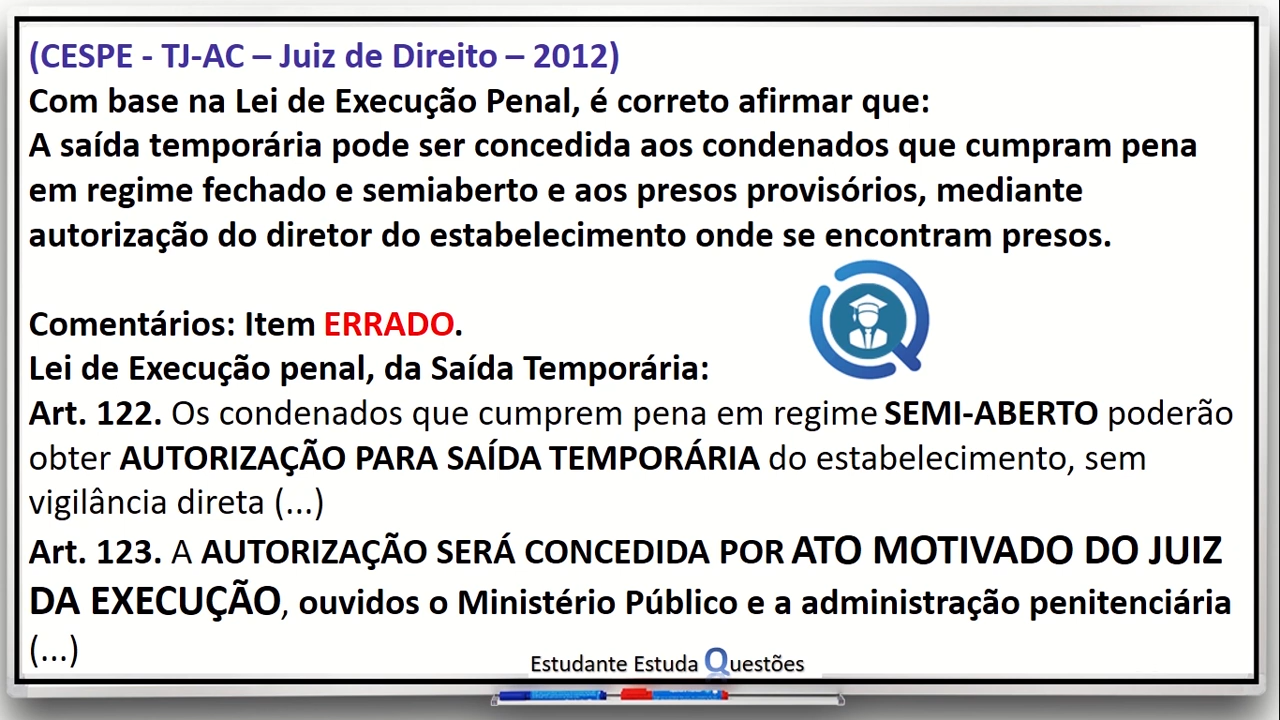 (CESPE - TJ-AC – Juiz de Direito – 2012)
Com base na Lei de Execução Penal, é correto afirmar que:
A saída temporária pode ser concedida aos condenados que cumpram pena
em regime fechado e semiaberto e aos presos provisórios, mediante
autorização do diretor do estabelecimento onde se encontram presos.
Comentários: Item ERRADO.
Lei de Execução penal, da Saída Temporária:
Art. 122. Os condenados que cumprem pena em regime SEMI-ABERTO poderão
obter AUTORIZAÇÃO PARA SAÍDA TEMPORÁRIA do estabelecimento, sem
vigilância direta (...)
Art. 123. A AUTORIZAÇÃO SERÁ CONCEDIDA POR ATO MOTIVADO DO JUIZ
DA EXECUÇÃO, ouvidos o Ministério Público e a administração penitenciária
(...)
Estudante Estuda Questões